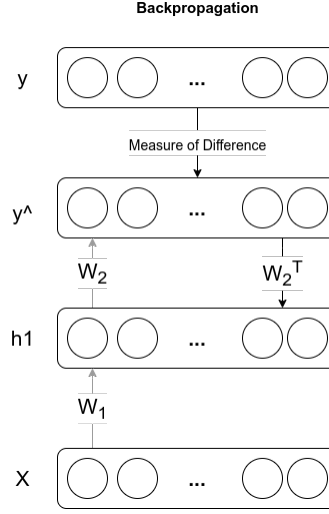 Backpropagation
y
...
Measure of Difference
y^
...
W₂
W₂ᵀ
h1
...
W₁
X
...